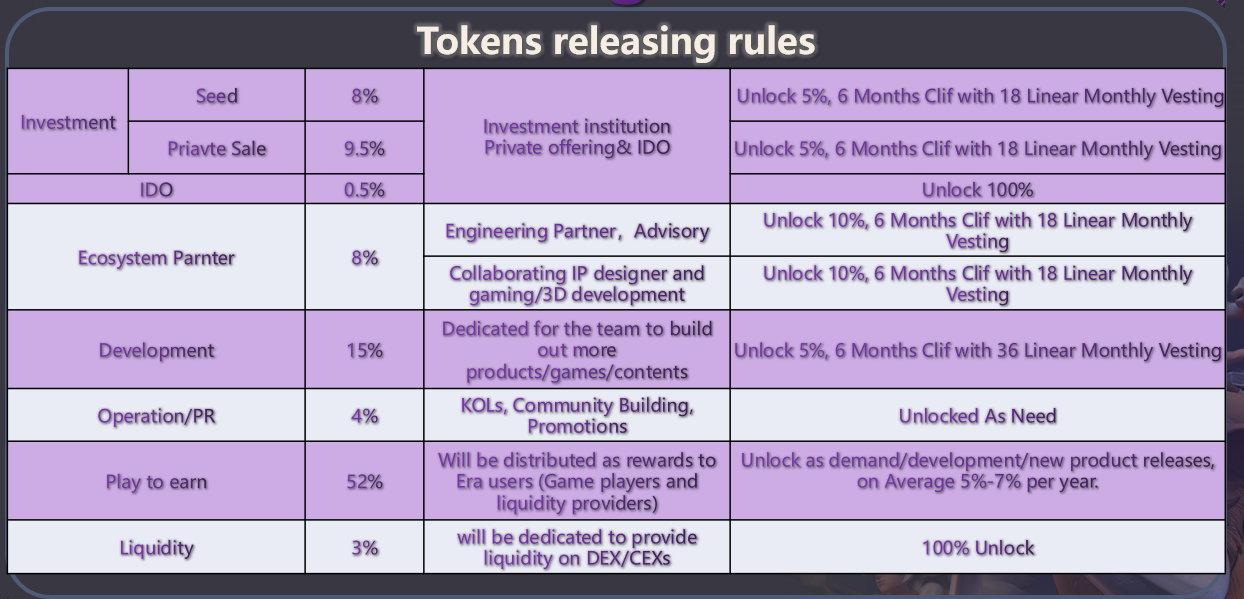 Tokens releasing rules
Investment
Seed
8%
Investment institution
Private offering& IDO
Unlock 5%, 6 Months Clif with 18 Linear Monthly Vesting
Priavte Sale
9.5%
Unlock 5%, 6 Months Clif with 18 Linear Monthly Vesting
IDO
0.5%
Unlock 100%
Ecosystem Parnter
8%
Engineering Partner, Advisory
Unlock 10%, 6 Months Clif with 18 Linear Monthly
Vesting
Collaborating IP designer and
gaming/3D development
Unlock 10%, 6 Months Clif with 18 Linear Monthly
Vesting
Development
15%
Dedicated for the team to build
out more
products/games/contents
Unlock 5%, 6 Months Clif with 36 Linear Monthly Vesting
Operation/PR
4%
KOLs, Community Building,
Promotions
Unlocked As Need
Play to earn
52%
Will be distributed as rewards to
Era users (Game players and
liquidity providers)
Unlock as demand/development/new product releases,
on Average 5%-7% per year.
Liquidity
3%
will be dedicated to provide
liquidity on DEX/CEXs
100% Unlock